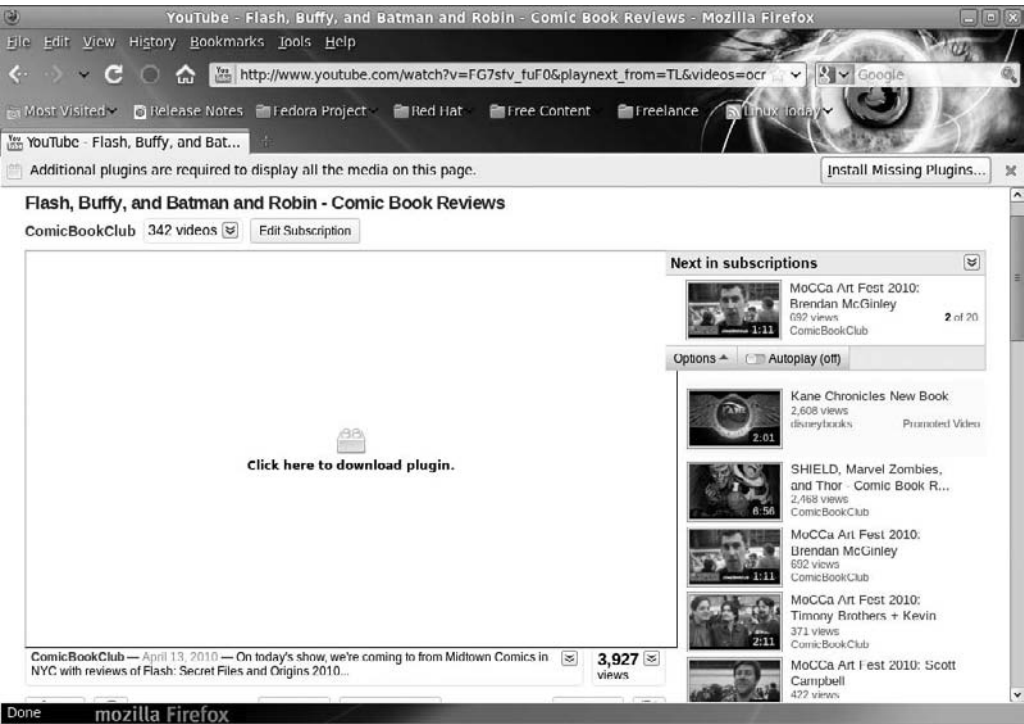 YouTube - Flash, Buffy, and Batman and Robin - Comic Book Reviews - Mozilla Firefox
File Edit View History Bookmarks Tools Help
You Tube http://www.youtube.com/watch?v=FG7sfv_fuF0&playnext_from=TL&videos=ocr Google
Most Visited Release Notes Fedora Project Red Hat Free Content Freelance Linux Today
You Tube YouTube - Flash, Buffy, and Bat...
Additional plugins are required to display all the media on this page. Install Missing Plugins...
Flash, Buffy, and Batman and Robin - Comic Book Reviews
ComicBookClub 342 videos Edit Subscription
Next in subscriptions
MoCCa Art Fest 2010:
Brendan McGinley
692 views 2 of 20
ComicBookClub
1:11
Options Autoplay (off)
Kane Chronicles New Book
2,608 views
disneybooks Promoted Video
2:01
Click here to download plugin.
SHIELD, Marvel Zombies,
and Thor - Comic Book R...
2,468 views
ComicBookClub
6:56
MoCCa Art Fest 2010:
Brendan McGinley
692 views
ComicBookClub
1:11
MoCCa Art Fest 2010:
Timony Brothers + Kevin
371 views
ComicBookClub
2:11
MoCCa Art Fest 2010: Scott
Campbell
422 views
ComicBookClub — April 13, 2010 — On today's show, we're coming to from Midtown Comics in
NYC with reviews of Flash: Secret Files and Origins 2010...
3,927
views
Done mozilla Firefox